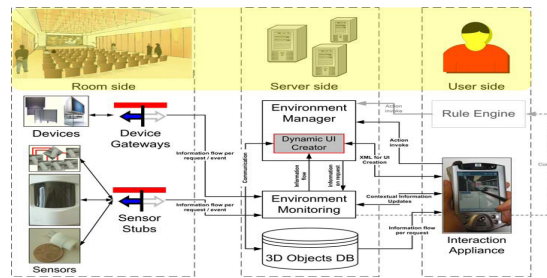 Room side
Server side
User side
Devices
Device
Gateways
Information flow per
request / event
Sensor
Stubs
Information flow per
request / event
Sensors
Environment
Manager
Dynamic UI
Creator
Communication
Information
flow
Information
on request
Environment
Monitoring
3D Objects DB
Action
invoke
Rule Engine
Action
invoke
XML for UI
Creation
Contextual Information
Updates
Information flow
per request
Interaction
Appliance
Co